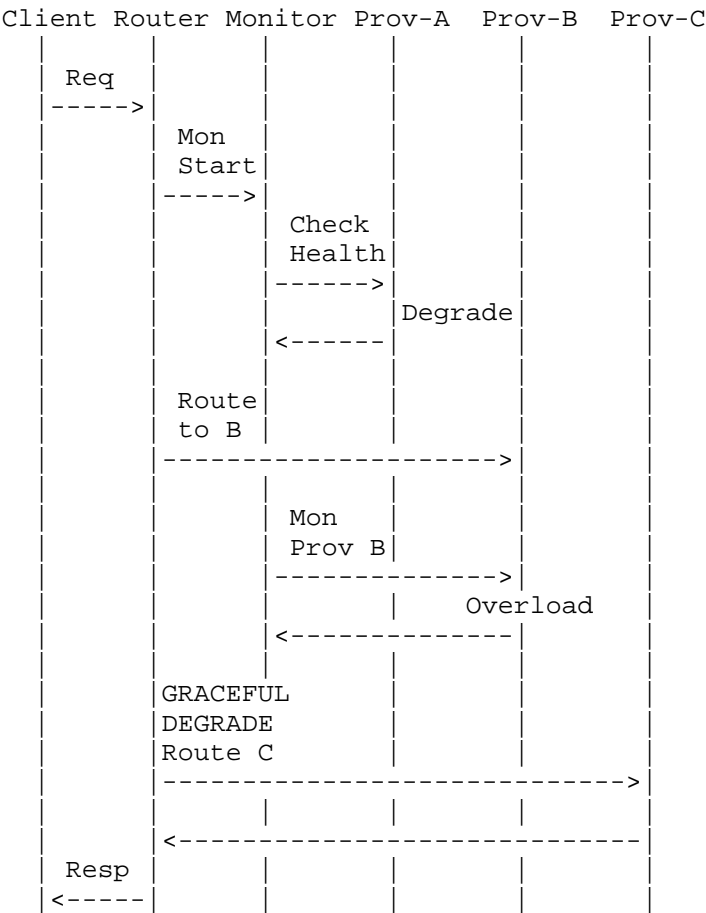 Client Router Monitor Prov-A Prov-B Prov-C
Req
Mon
Start
Check
Health
Degrade
Route
to B
Mon
Prov B
Overload
GRACEFUL
DEGRADE
Route C
Resp